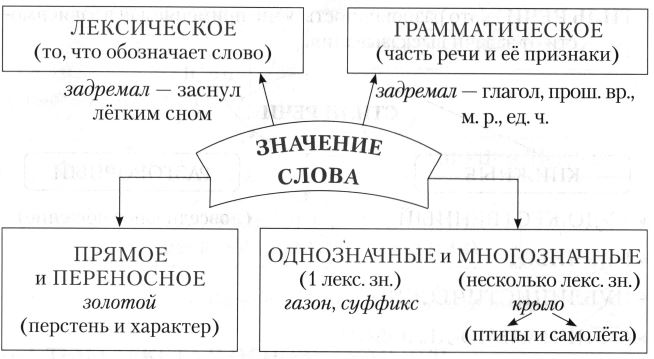 ЛЕКСИЧЕСКОЕ
(то, что обозначает слово)
задремал — заснул
лёгким сном
ГРАММАТИЧЕСКОЕ
(часть речи и её признаки)
задремал — глагол, прош. вр.,
м. р., ед. ч.
ЗНАЧЕНИЕ
СЛОВА
ПРЯМОЕ
и ПЕРЕНОСНОЕ
золотой
(перстень и характер)
ОДНОЗНАЧНЫЕ и МНОГОЗНАЧНЫЕ
(1 лекс. зн.) (несколько лекс. зн.)
газон, суффикс крыло
(птицы и самолёта)